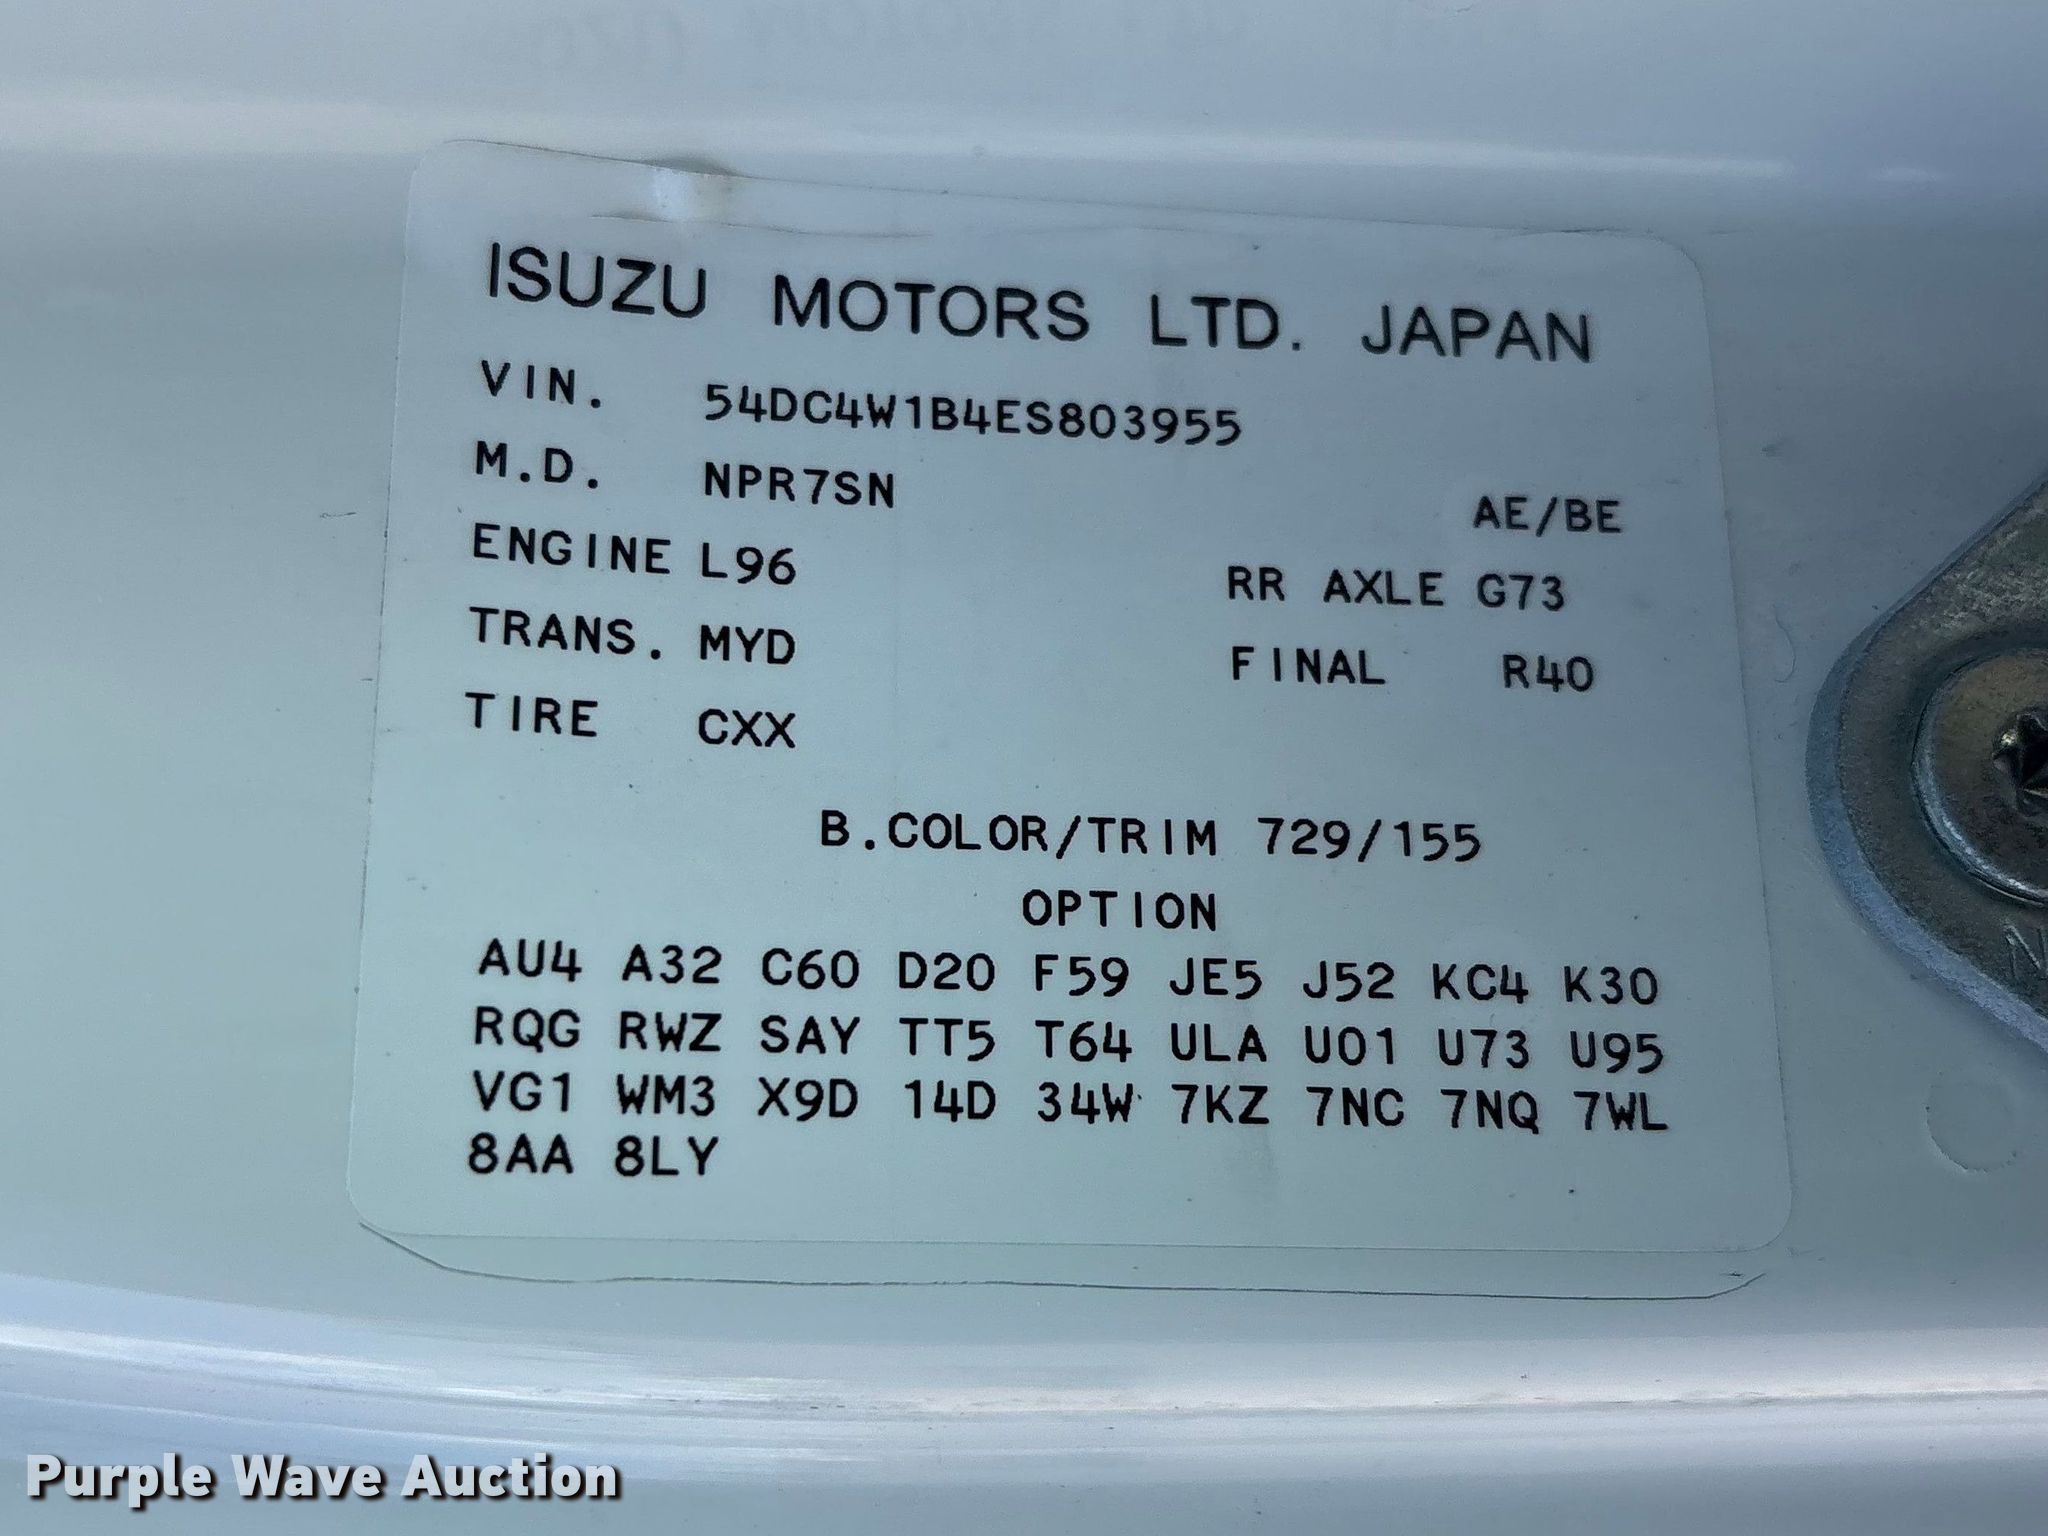 ISUZU MOTORS LTD. JAPAN
VIN. 54DC4W1B4ES803955
M.D. NPR7SN AE/BE
ENGINE L96 RR AXLE G73
TRANS. MYD FINAL R40
TIRE CXX
B.COLOR/TRIM 729/155
OPTION
AU4 A32 C60 D20 F59 JE5 J52 KC4 K30
RQG RWZ SAY TT5 T64 ULA U01 U73 U95
VG1 WM3 X9D 14D 34W 7KZ 7NC 7NQ 7WL
8AA 8LY
Purple Wave Auction